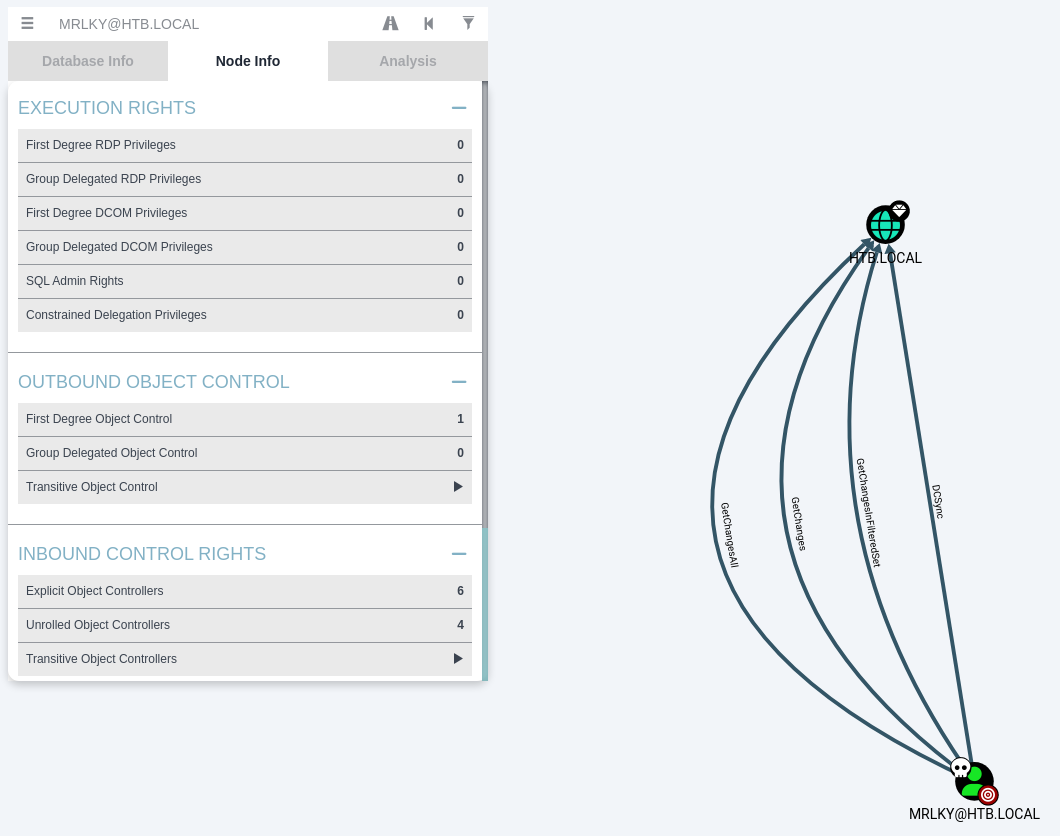 MRLKY@HTB.LOCAL
Database Info
Node Info
Analysis
EXECUTION RIGHTS
First Degree RDP Privileges 0
Group Delegated RDP Privileges 0
First Degree DCOM Privileges 0
Group Delegated DCOM Privileges 0
SQL Admin Rights 0
Constrained Delegation Privileges 0
OUTBOUND OBJECT CONTROL
First Degree Object Control 1
Group Delegated Object Control 0
Transitive Object Control
INBOUND CONTROL RIGHTS
Explicit Object Controllers 6
Unrolled Object Controllers 4
Transitive Object Controllers
HTB.LOCAL
GetChangesAll
GetChanges
GetChangesInFilteredSet
DCSync
MRLKY@HTB.LOCAL